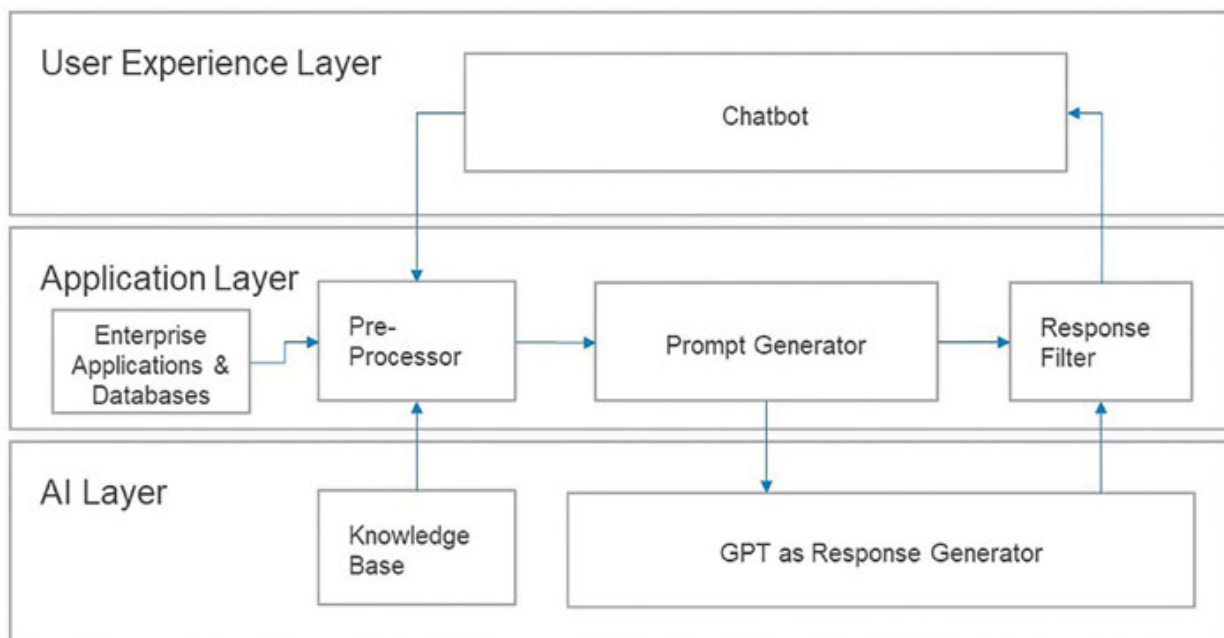 User Experience Layer
Chatbot
Application Layer
Enterprise
Applications &
Databases
Pre-
Processor
Prompt Generator
Response
Filter
AI Layer
Knowledge
Base
GPT as Response Generator